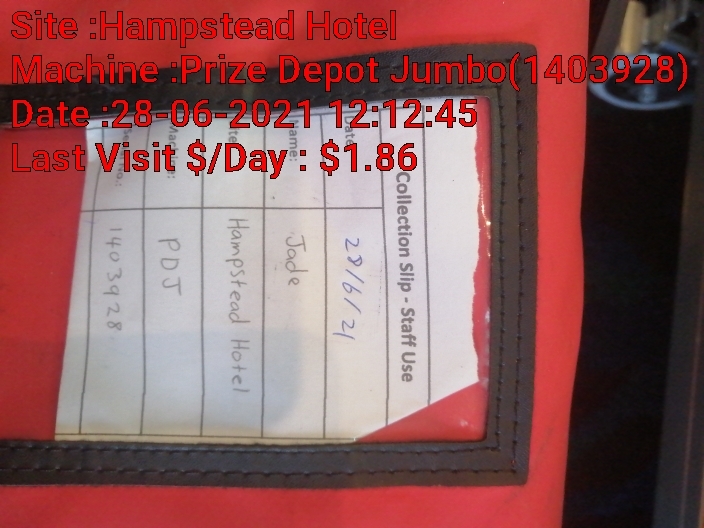 Site :Hampstead Hotel
Machine :Prize Depot Jumbo(1403928)
Date :28-06-2021 12:12:45
Last Visit $/Day : $1.86
Collection Slip - Staff Use
28/6/21
Jade
Hampstead Hotel
PDJ
1403928